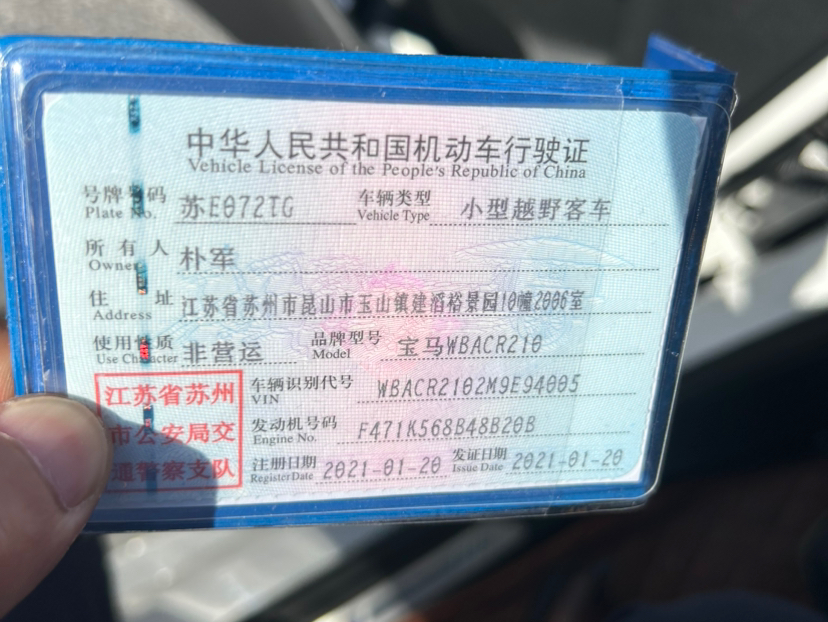 中华人民共和国机动车行驶证
Vehicle License of the People's Republic of China
号牌号码 苏E072TG 车辆类型 小型越野客车
Plate No. Vehicle Type
所有人 朴军
Owner
住址 江苏省苏州市昆山市玉山镇建滔裕景园10幢2006室
Address
使用性质 非营运 品牌型号 宝马WBACR210
Use Character Model
江苏省苏州
市公安局交
通警察支队
车辆识别代号 WBACR2102M9E94005
VIN
发动机号码 F471K568B48B20B
Engine No.
注册日期 2021-01-20 发证日期 2021-01-20
Register Date Issue Date